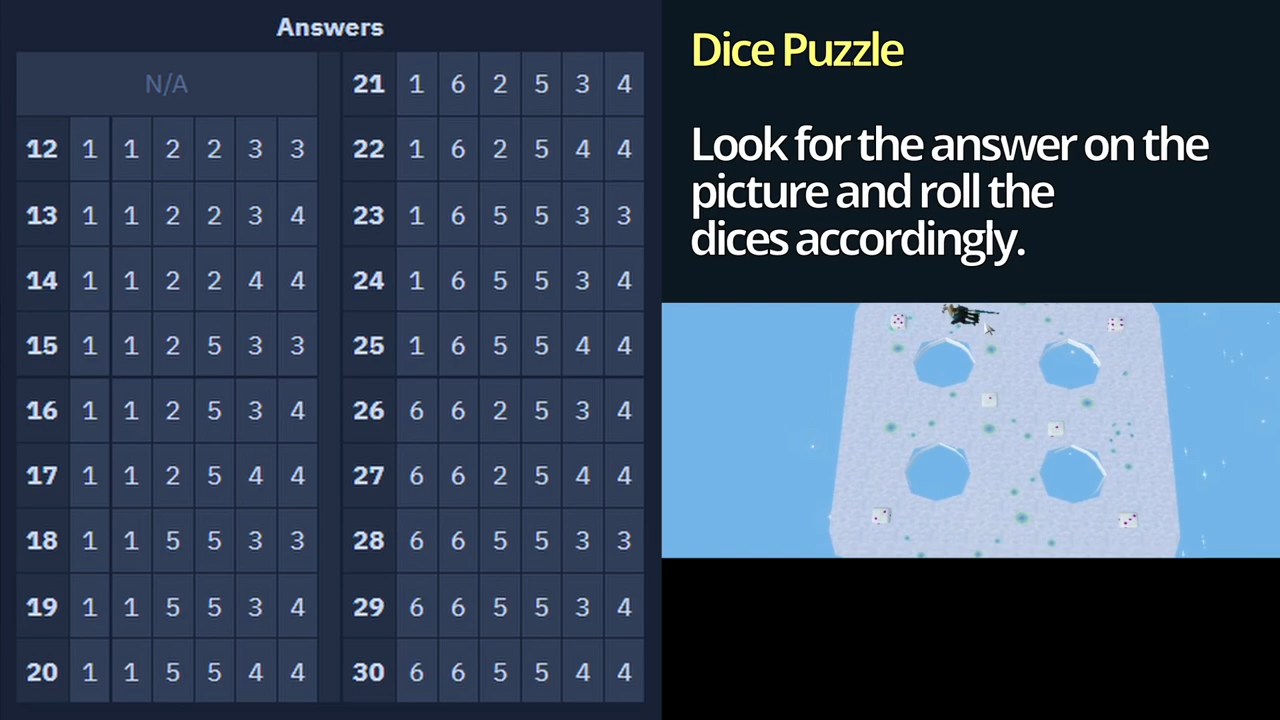 Answers
N/A
12 1 1 2 2 3 3
13 1 1 2 2 3 4
14 1 1 2 2 4 4
15 1 1 2 5 3 3
16 1 1 2 5 3 4
17 1 1 2 5 4 4
18 1 1 5 5 3 3
19 1 1 5 5 3 4
20 1 1 5 5 4 4
21 1 6 2 5 3 4
22 1 6 2 5 4 4
23 1 6 5 5 3 3
24 1 6 5 5 3 4
25 1 6 5 5 4 4
26 6 6 2 5 3 4
27 6 6 2 5 4 4
28 6 6 5 5 3 3
29 6 6 5 5 3 4
30 6 6 5 5 4 4
Dice Puzzle
Look for the answer on the
picture and roll the
dices accordingly.